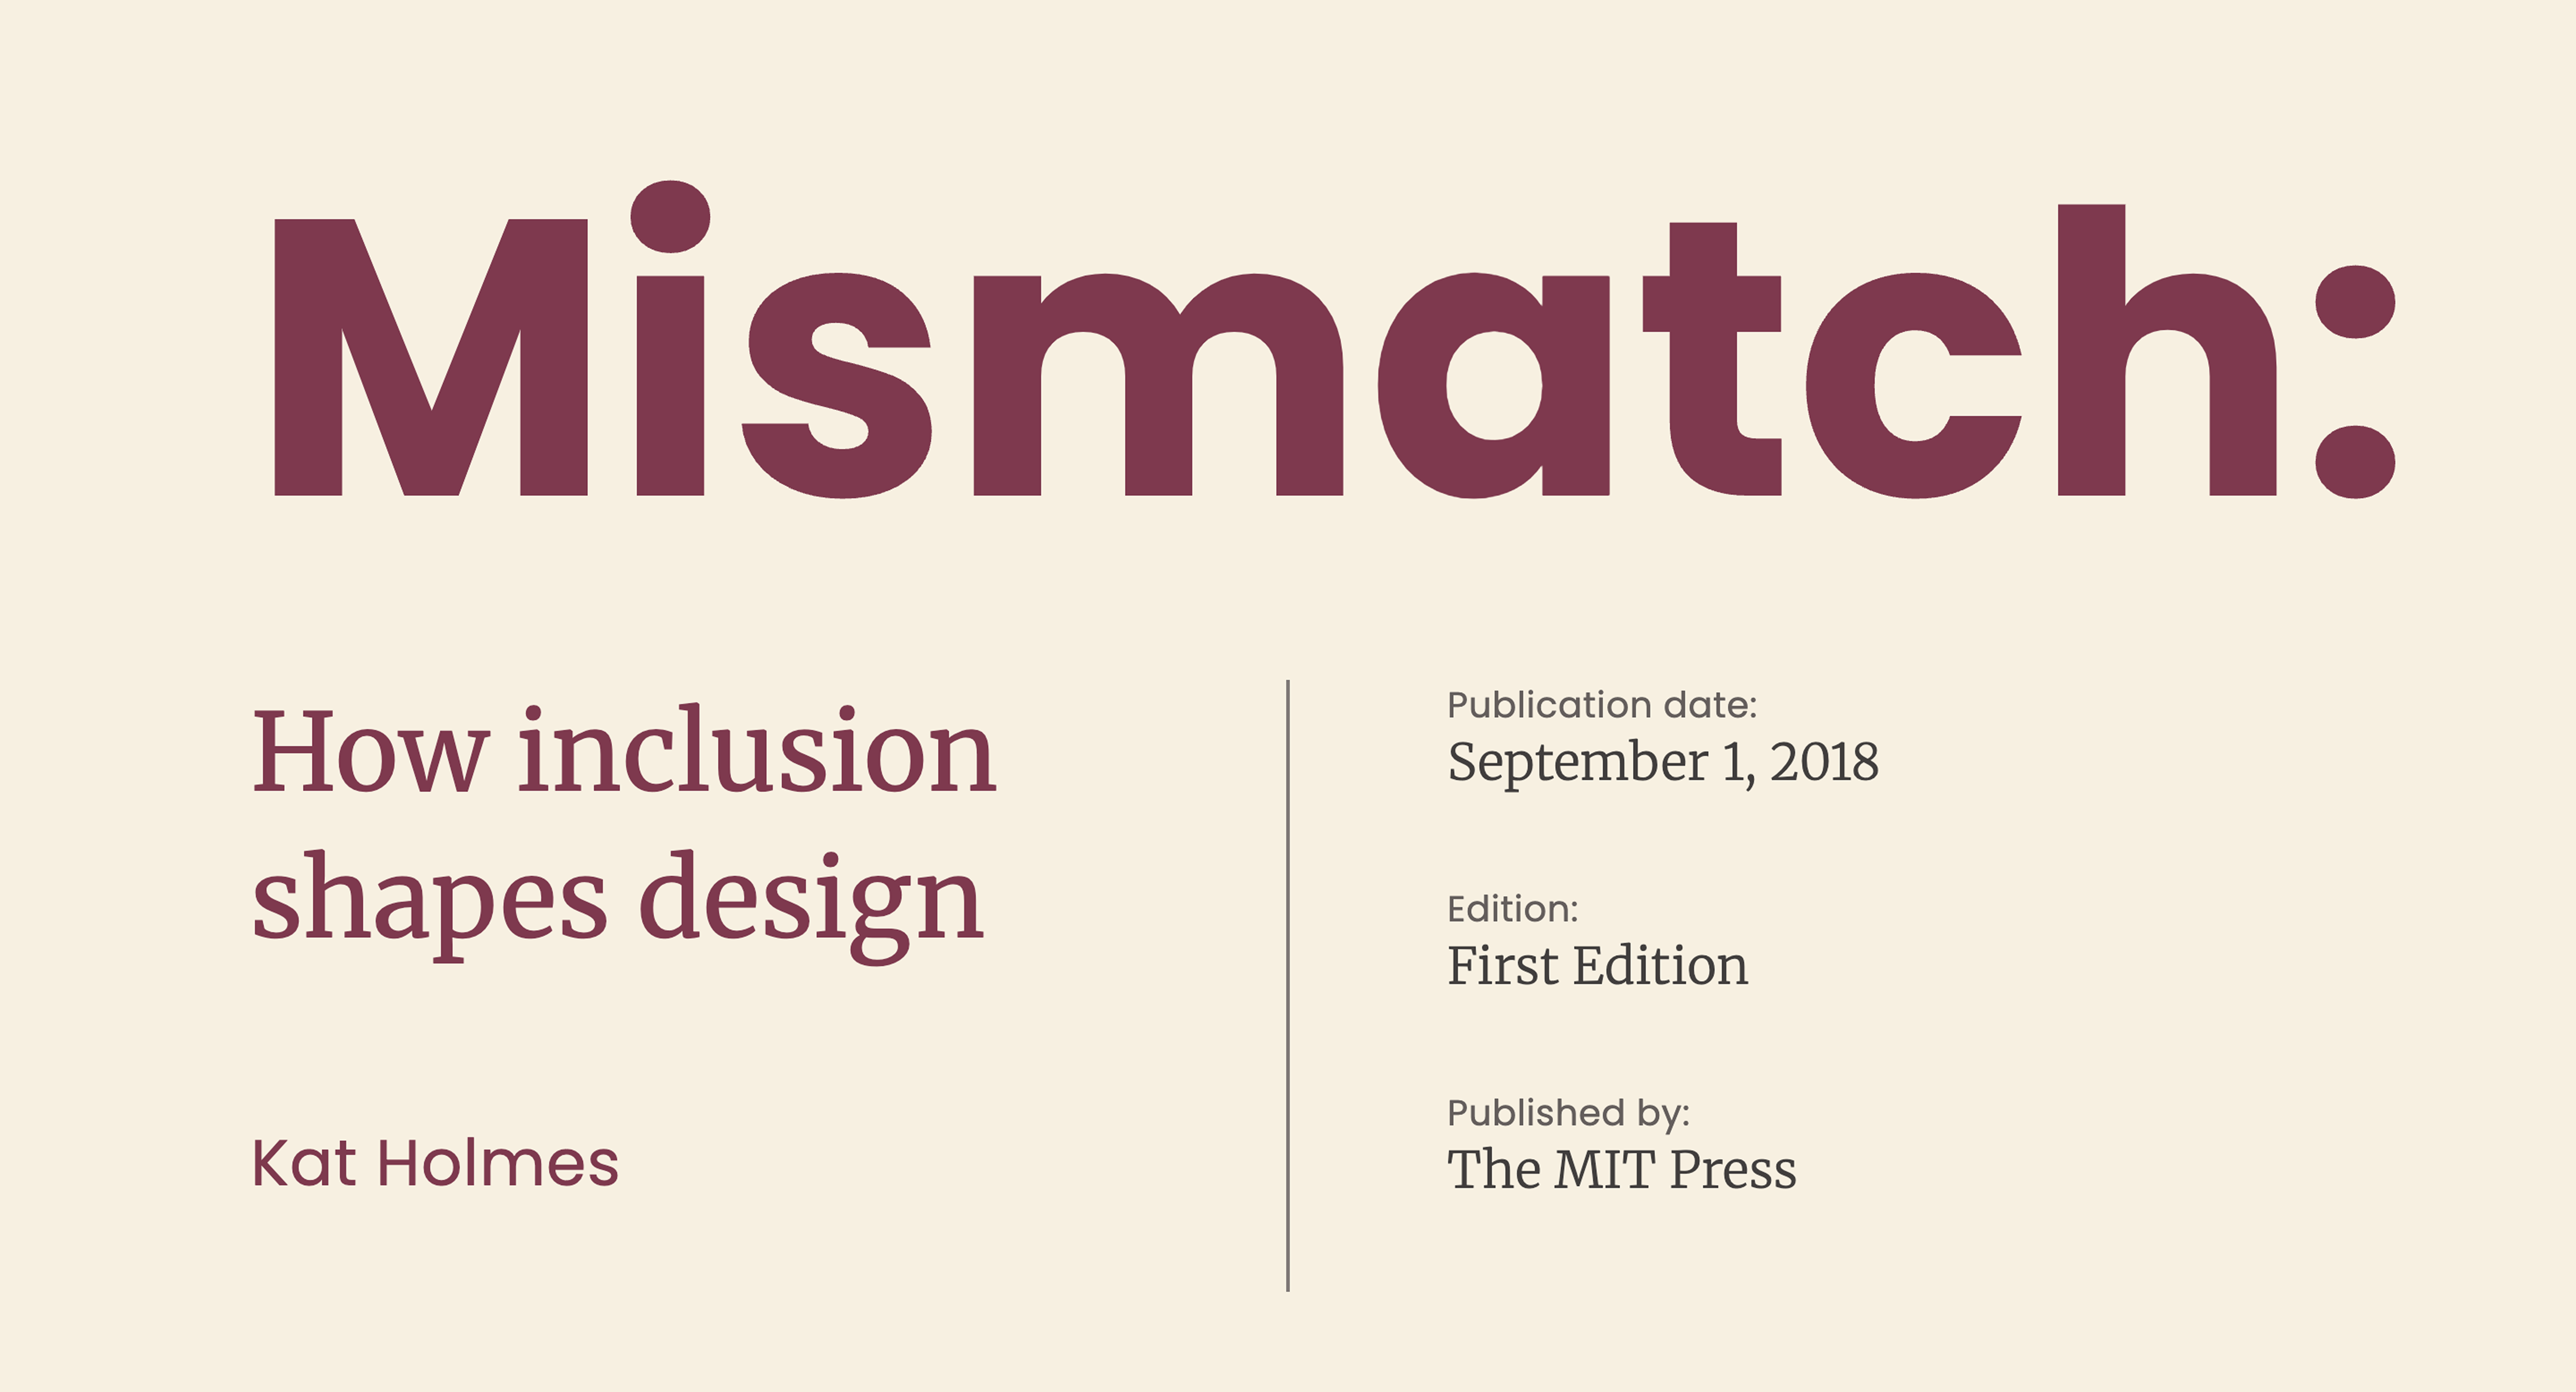 Mismatch:
How inclusion
shapes design
Kat Holmes
Publication date:
September 1, 2018
Edition:
First Edition
Published by:
The MIT Press